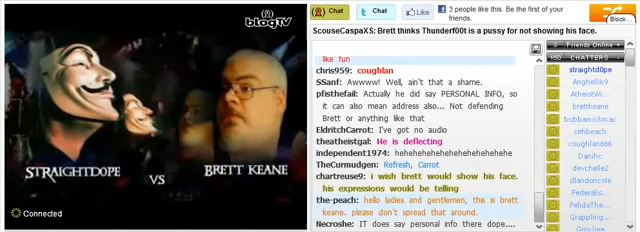 blogTV
Chat
Chat
Like
3 people like this. Be the first of your
friends.
Block...
ScouseCaspaXS: Brett thinks Thunderf00t is a pussy for not showing his face.
like fun
chris959: coughlan
SSanf: Awwww! Well, ain't that a shame.
pfisthefail: Actually he did say PERSONAL INFO, so
it can also mean address also... Not defending
Brett or anything like that
EldritchCarrot: I've got no audio
theatheistgal: He is deflecting
independent1974: hehehehehehehehehehehehehe
TheCurmudgen: Refresh, Carrot
chartreuse9: i wish brett would show his face.
his expressions would be telling
the-peach: hello ladies and gentlemen, this is brett
keane. please don't spread that around.
Necroshe: IT does say personal info there dope....
3 Friends Online
150 CHATTERS
straightd0pe
Anghellik9
AtheistWi...
brettkeane
bubbamickmac
cehbeach
coughlan666
Danhc
devchelle2
dlandoncole
Federalis...
FelidaThe...
Grappling...
GrimJree
STRAIGHTDOPE
VS
BRETT KEANE
Connected